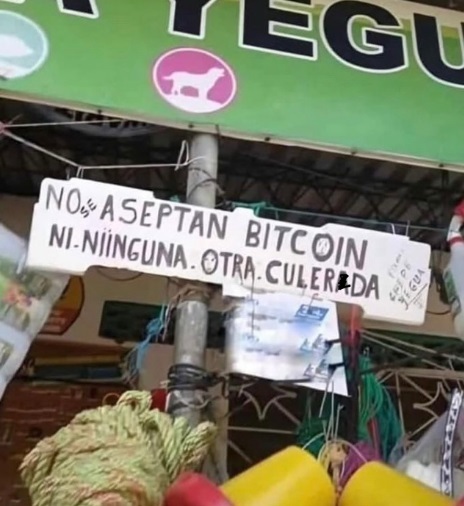 YEGU
NO SE ASEPTAN BITCOIN
NI.NIINGUNA.OTRA.CULERADA